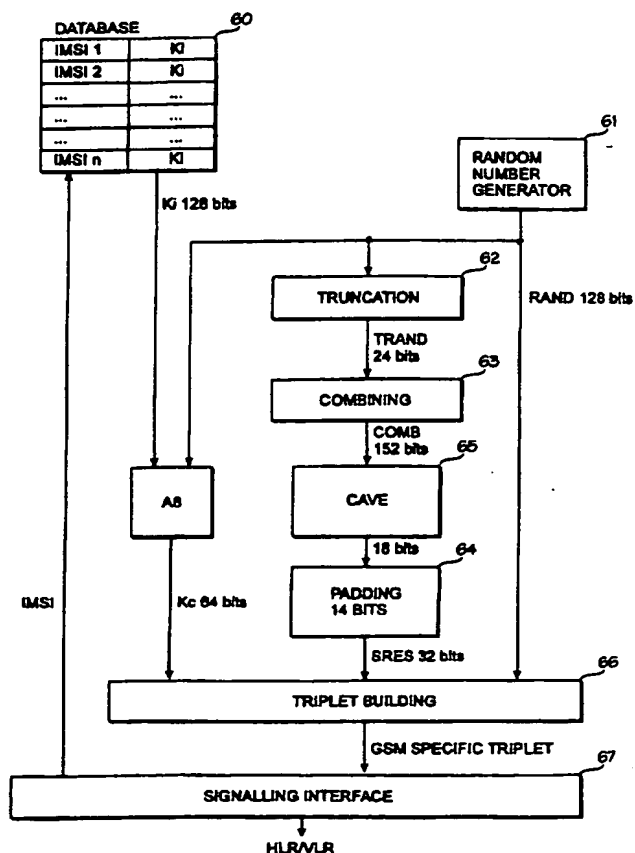 DATABASE
60
IMSI 1 Ki
IMSI 2 Ki
... ...
... ...
... ...
IMSI n Ki
61
RANDOM
NUMBER
GENERATOR
Ki 128 bits
62
TRUNCATION
RAND 128 bits
TRAND
24 bits
63
COMBINING
COMB
152 bits
65
A8
CAVE
18 bits
64
PADDING
14 BITS
IMSI
Kc 64 bits
SRES 32 bits
66
TRIPLET BUILDING
GSM SPECIFIC TRIPLET
67
SIGNALLING INTERFACE
HLR/VLR